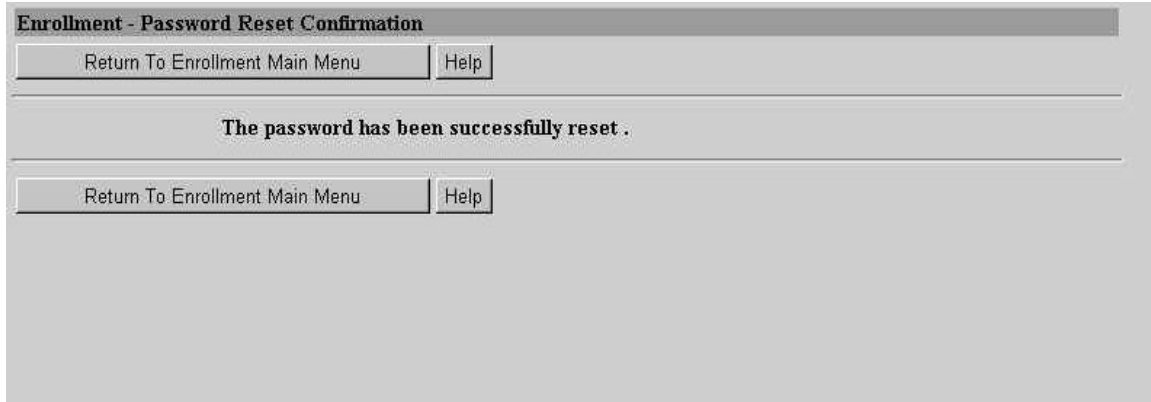 Enrollment - Password Reset Confirmation
Return To Enrollment Main Menu Help
The password has been successfully reset .
Return To Enrollment Main Menu Help